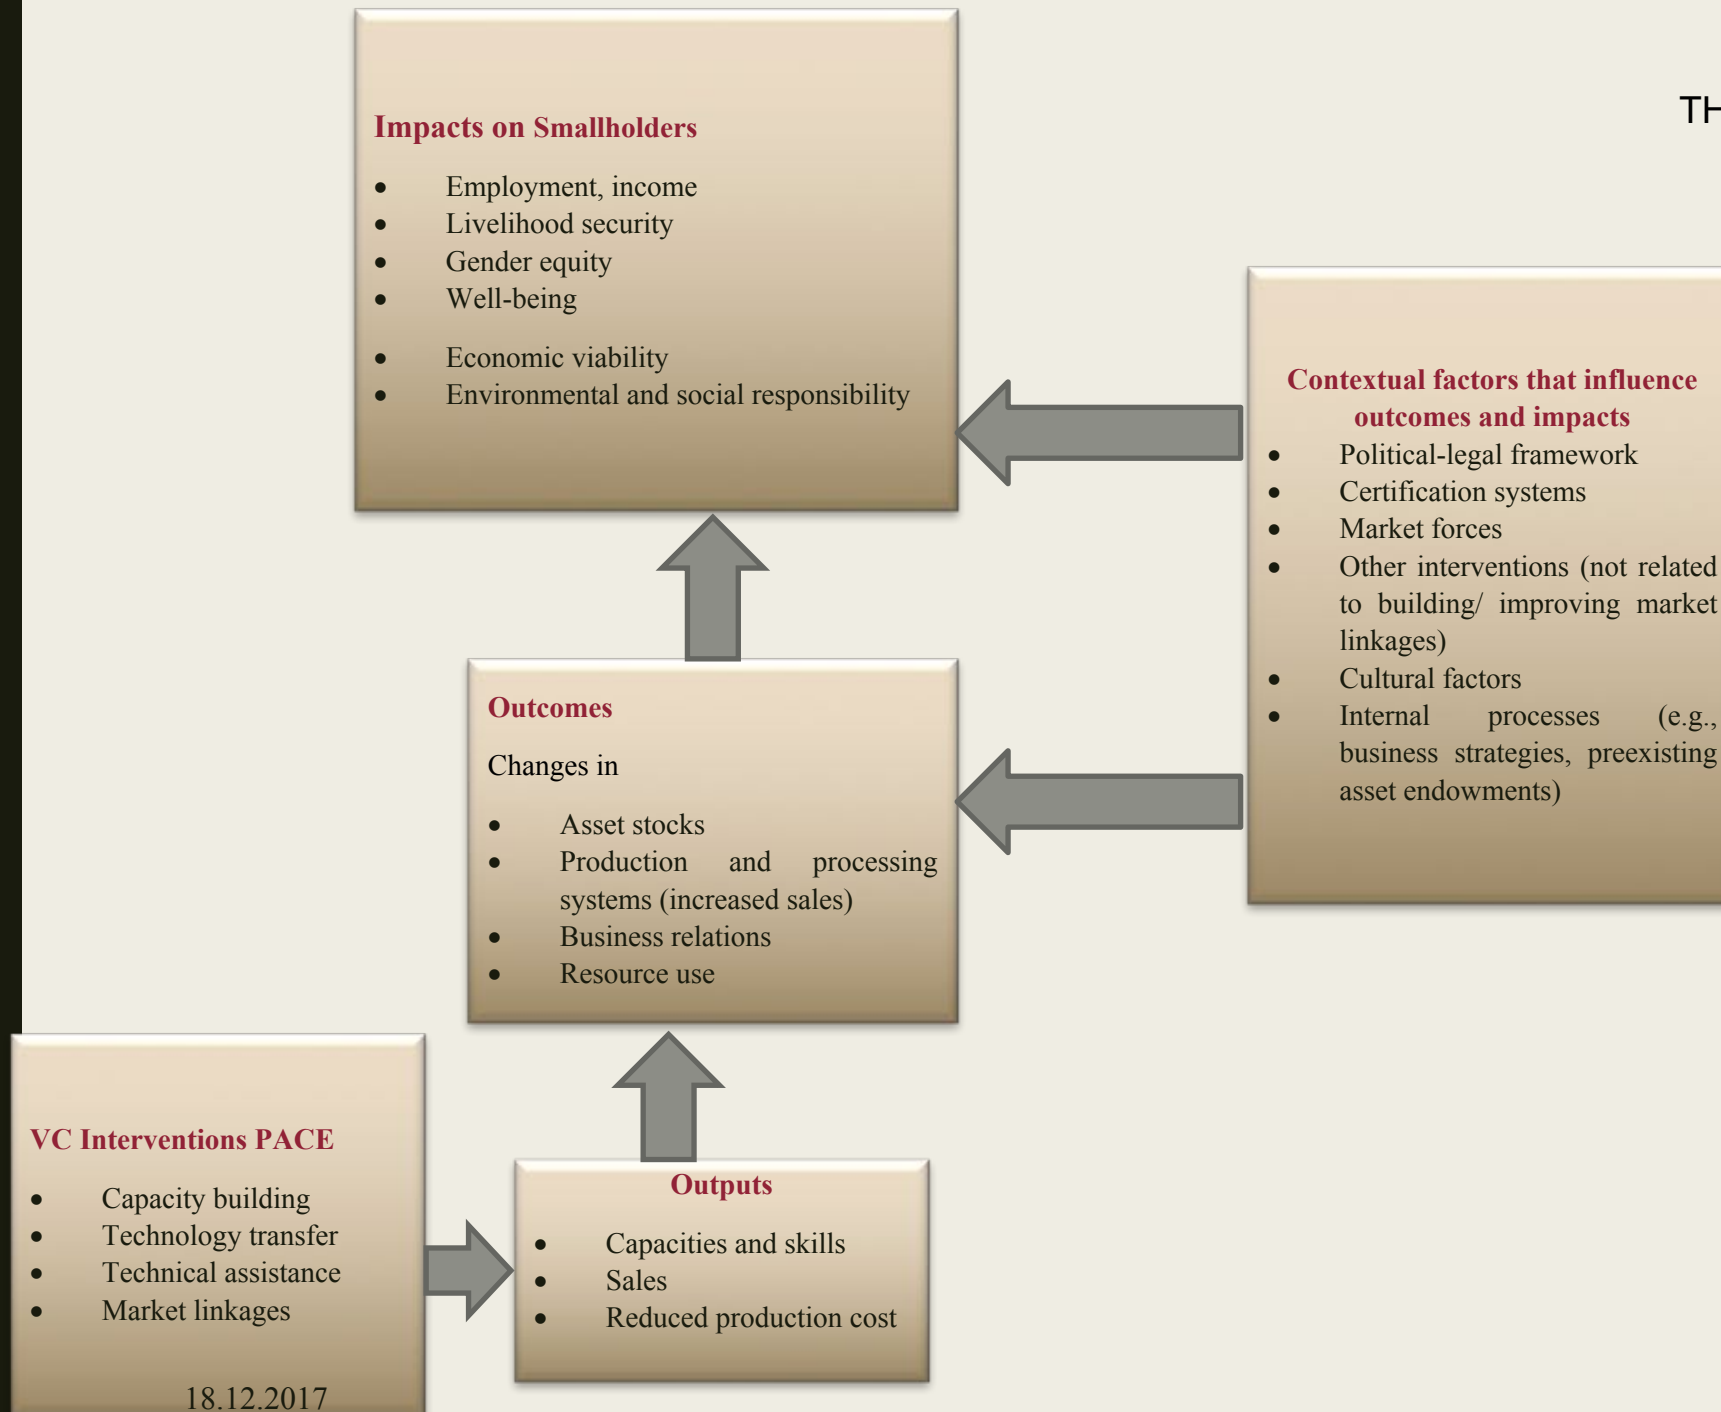 TH
Impacts on Smallholders
• Employment, income
• Livelihood security
• Gender equity
• Well-being
• Economic viability
• Environmental and social responsibility
Contextual factors that influence
outcomes and impacts
• Political-legal framework
• Certification systems
• Market forces
• Other interventions (not related
to building/ improving market
linkages)
• Cultural factors
• Internal processes (e.g.,
business strategies, preexisting
asset endowments)
Outcomes
Changes in
• Asset stocks
• Production and processing
systems (increased sales)
• Business relations
• Resource use
VC Interventions PACE
• Capacity building
• Technology transfer
• Technical assistance
• Market linkages
Outputs
• Capacities and skills
• Sales
• Reduced production cost
18.12.2017